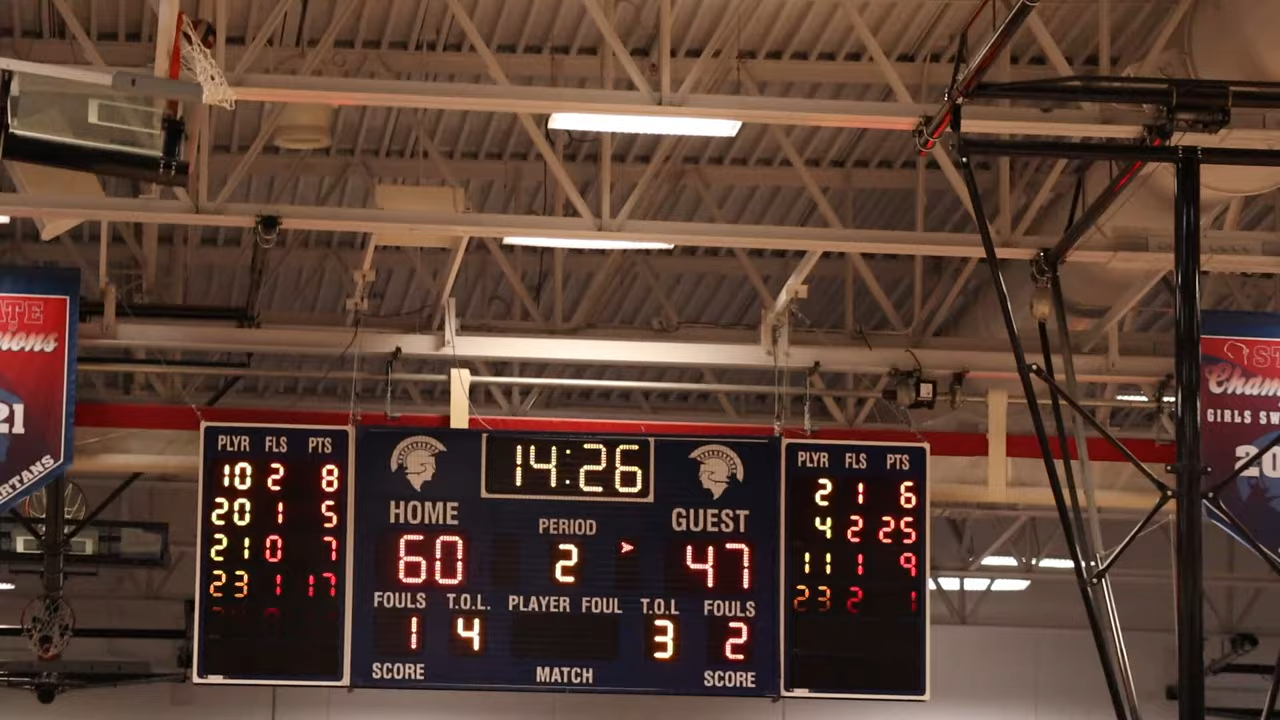 ATE
mpions
21
RTANS
PLYR FLS PTS
10 2 8
20 1 5
21 0 7
23 1 17
14:26
HOME
PERIOD
GUEST
60
2
47
FOULS T.O.L. PLAYER FOUL T.O.L FOULS
1 4 3 2
SCORE MATCH SCORE
PLYR FLS PTS
2 1 6
4 2 25
11 1 9
23 2 1
ST
Cham
GIRLS SW
20